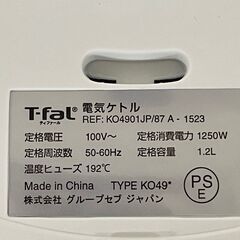 T-fal 電気ケトル
ティファール REF: KO4901JP/87 A - 1523
定格電圧 100V～ 定格消費電力 1250W
定格周波数 50-60Hz 容量 1.2L
温度ヒューズ 192℃
Made in China TYPE KO49*
株式会社 グループセブ ジャパン
PS
E